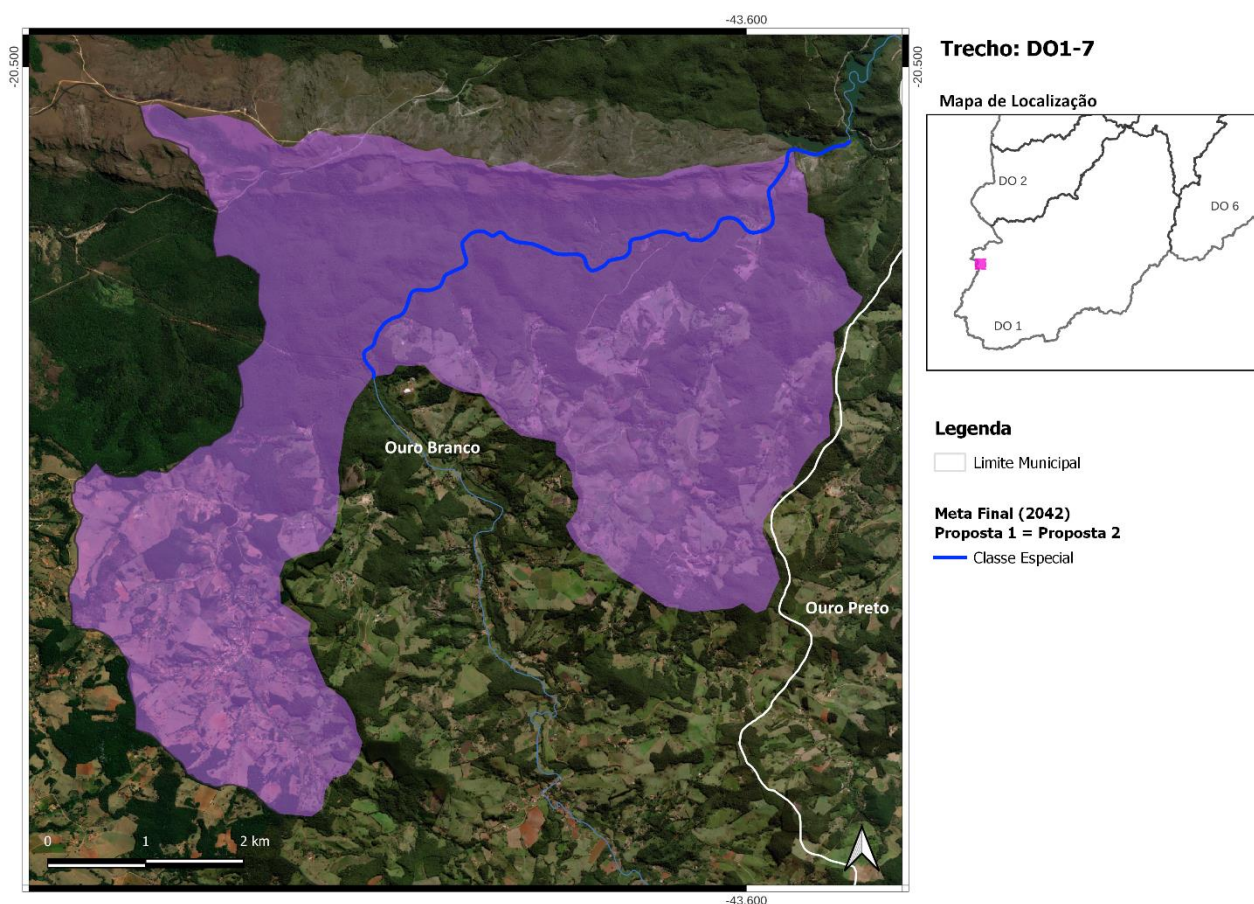 -43.600
-20.500
-20.500
Trecho: DO1-7
Mapa de Localização
DO 2
DO 6
DO 1
Ouro Branco
Ouro Preto
Legenda
Limite Municipal
Meta Final (2042)
Proposta 1 = Proposta 2
Classe Especial
0 1 2 km
-43.600